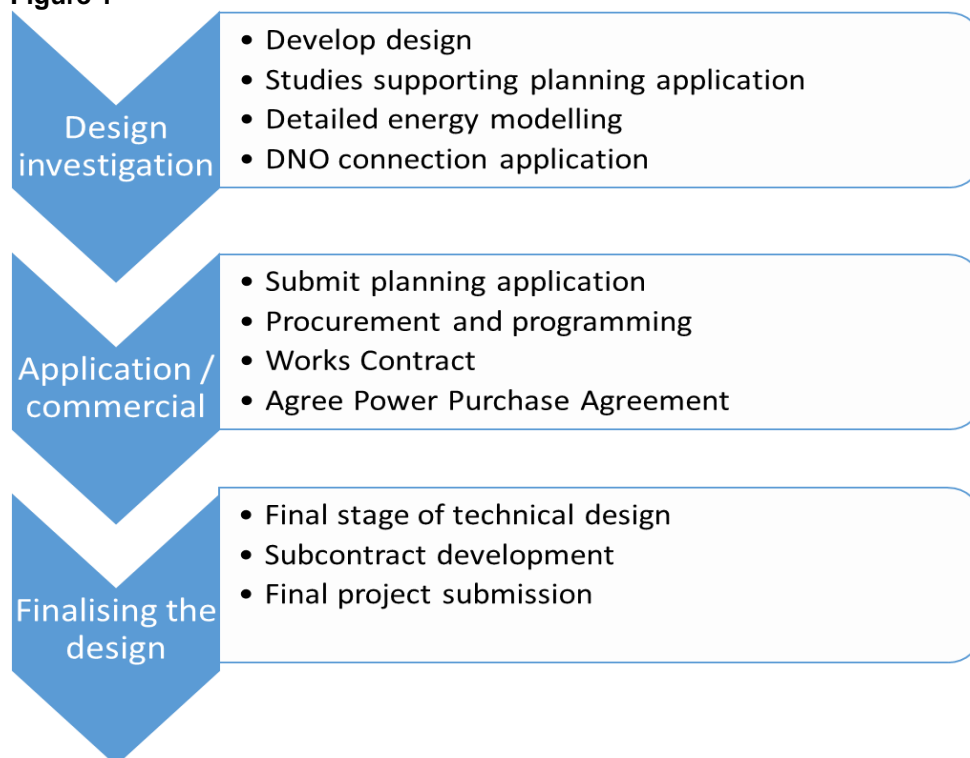 Figure 1
Design
investigation
• Develop design
• Studies supporting planning application
• Detailed energy modelling
• DNO connection application
Application /
commercial
• Submit planning application
• Procurement and programming
• Works Contract
• Agree Power Purchase Agreement
Finalising the
design
• Final stage of technical design
• Subcontract development
• Final project submission